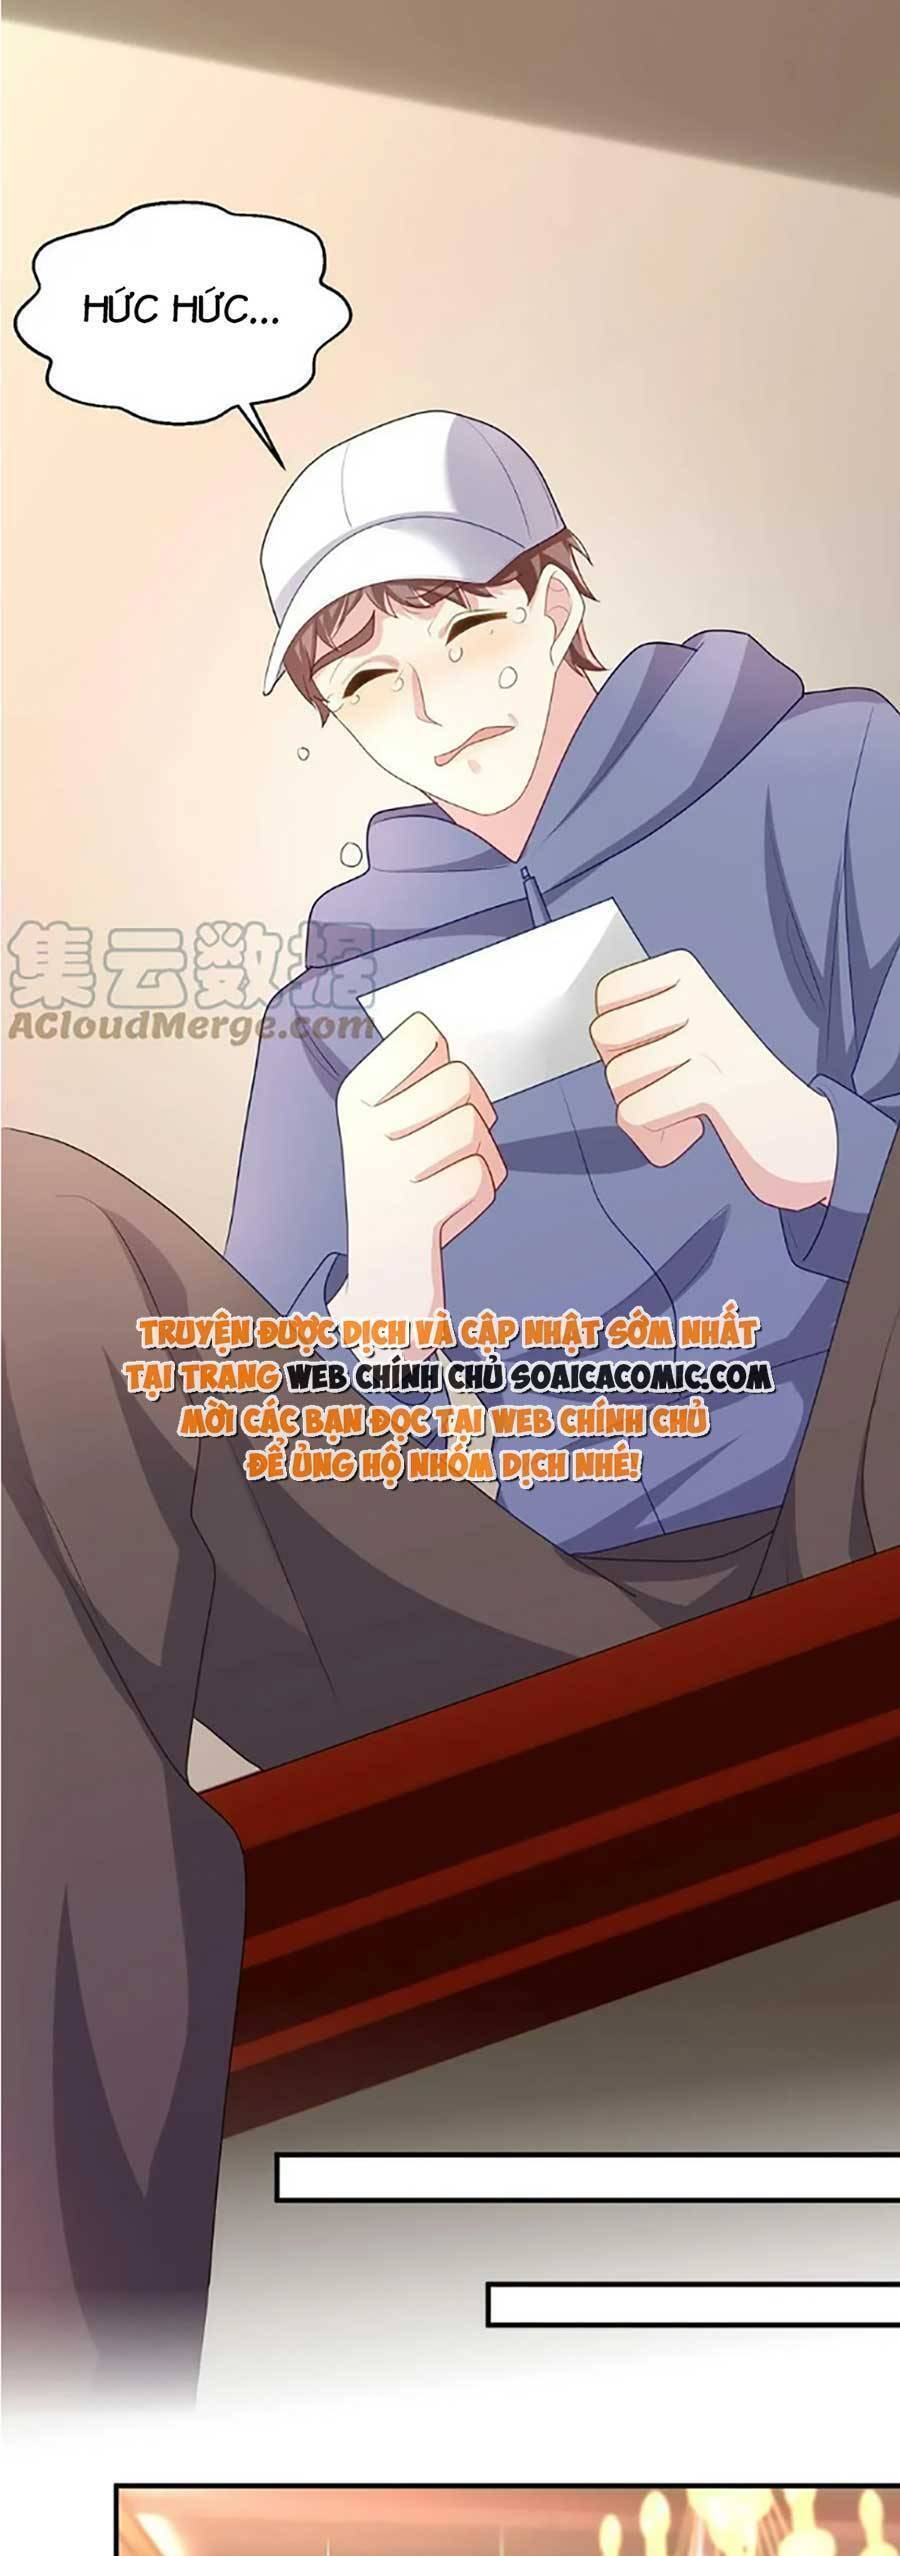 HỨC HỨC...
集云数据
ACloudMerge.com
TRUYỆN ĐƯỢC DỊCH VÀ CẬP NHẬT SỚM NHẤT
TẠI TRANG WEB CHÍNH CHỦ SOAICACOMIC.COM
MỜI CÁC BẠN ĐỌC TẠI WEB CHÍNH CHỦ
ĐỂ ỦNG HỘ NHÓM DỊCH NHÉ!